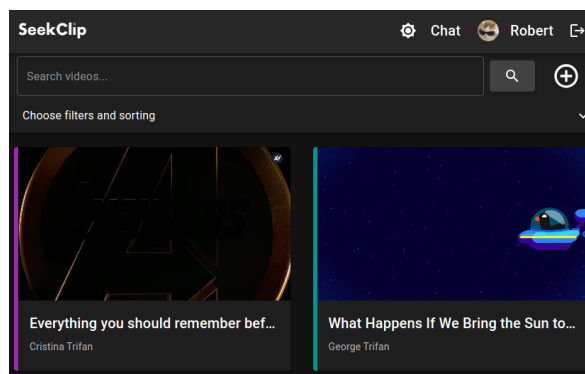 SeekClip
Chat
Robert
Search videos...
Choose filters and sorting
AVENGERS
Everything you should remember bef...
Cristina Trifan
What Happens If We Bring the Sun to...
George Trifan